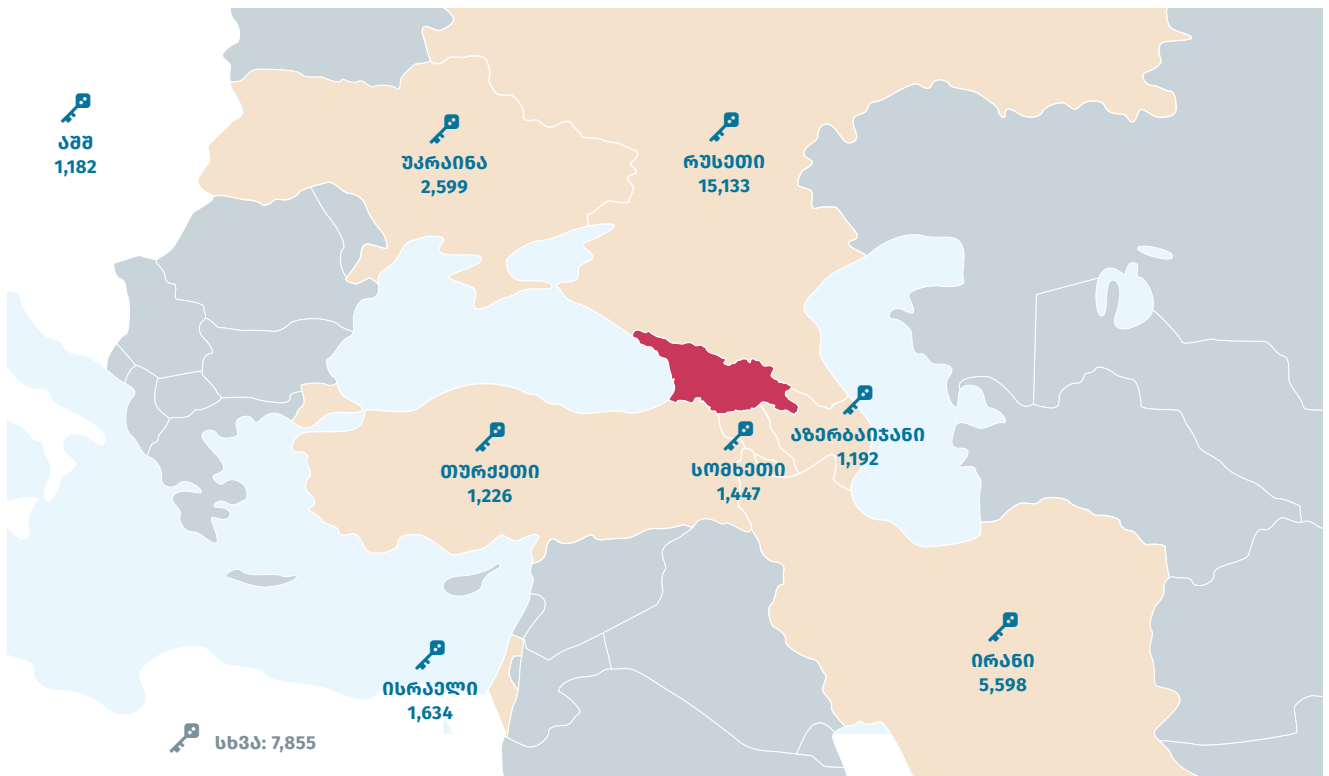 აშშ
1,182
უკრაინა
2,599
რუსეთი
15,133
აზერბაიჯანი
1,192
თურქეთი
1,226
სომხეთი
1,447
ირანი
5,598
ისრაელი
1,634
სხვა: 7,855